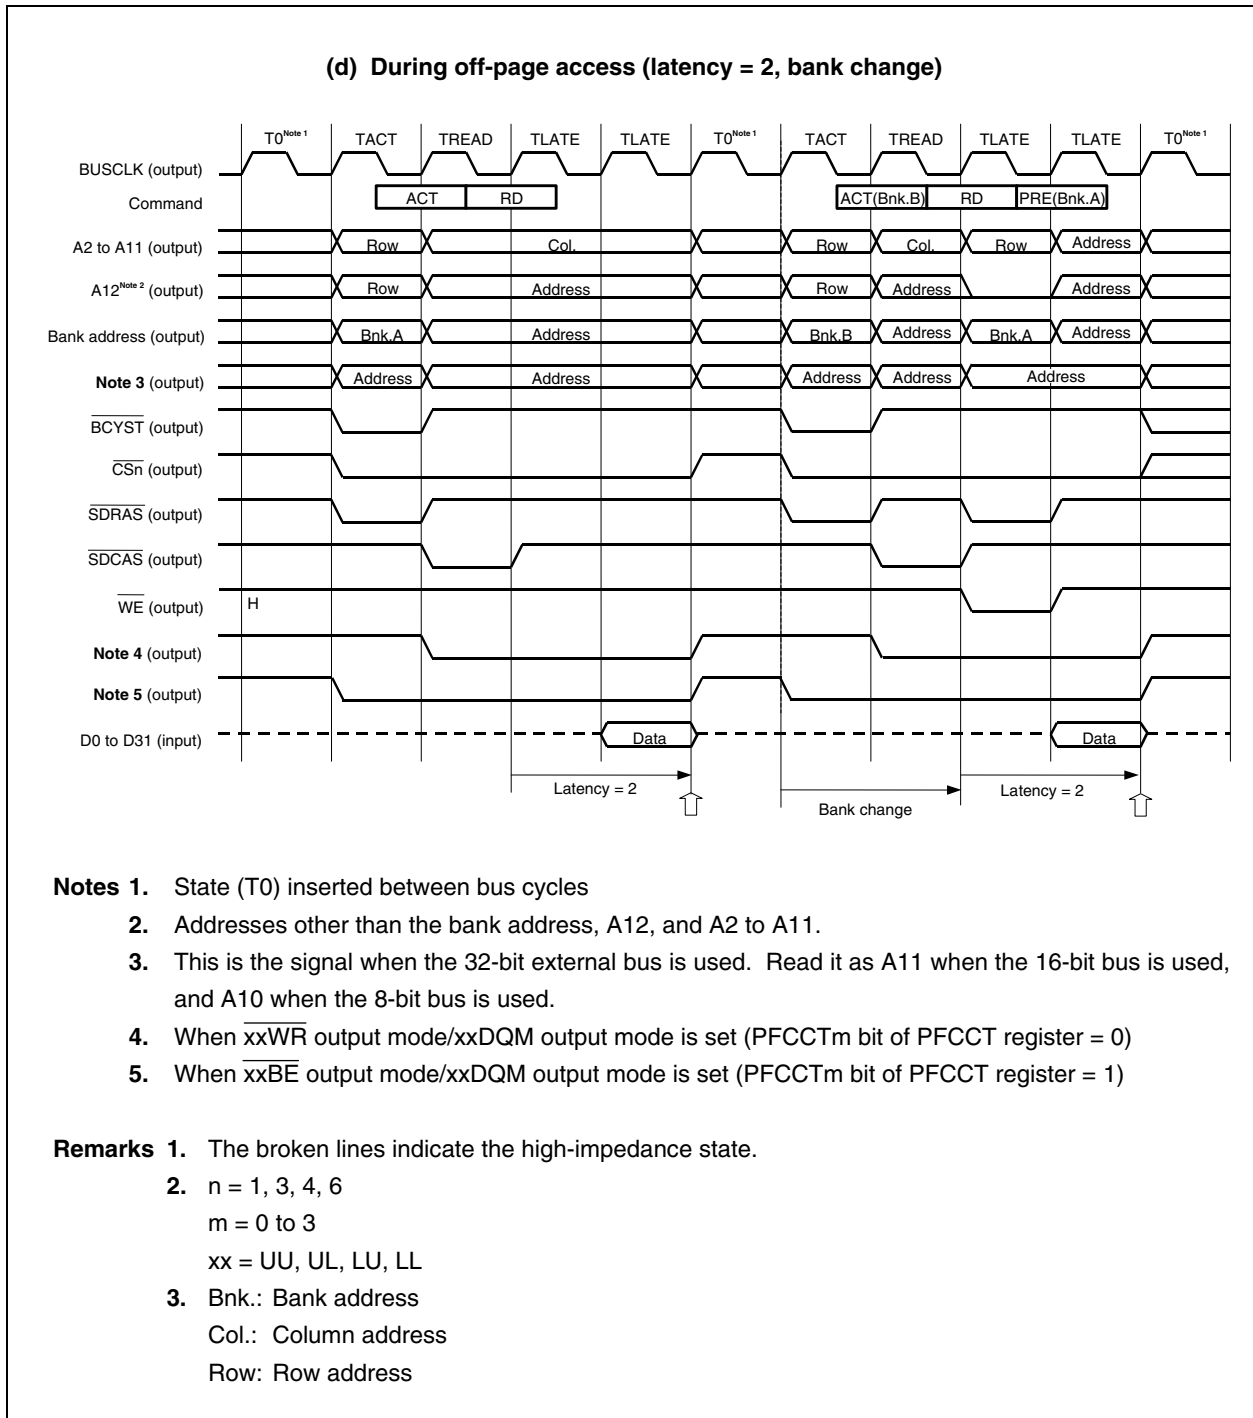 (d) During off-page access (latency = 2, bank change)
T0Note 1 TACT TREAD TLATE TLATE T0Note 1 TACT TREAD TLATE TLATE T0Note 1
BUSCLK (output)
Command ACT RD ACT(Bnk.B) RD PRE(Bnk.A)
A2 to A11 (output) Row Col. Row Col. Row Address
A12Note 2 (output) Row Address Row Address Address
Bank address (output) Bnk.A Address Bnk.B Address Bnk.A Address
Note 3 (output) Address Address Address Address Address
BCYST (output)
CSn (output)
SDRAS (output)
SDCAS (output)
WE (output) H
Note 4 (output)
Note 5 (output)
D0 to D31 (input) Data Data
Latency = 2 Bank change Latency = 2
Notes 1. State (T0) inserted between bus cycles
2. Addresses other than the bank address, A12, and A2 to A11.
3. This is the signal when the 32-bit external bus is used. Read it as A11 when the 16-bit bus is used,
and A10 when the 8-bit bus is used.
4. When xxWR output mode/xxDQM output mode is set (PFCCTm bit of PFCCT register = 0)
5. When xxBE output mode/xxDQM output mode is set (PFCCTm bit of PFCCT register = 1)
Remarks 1. The broken lines indicate the high-impedance state.
2. n = 1, 3, 4, 6
m = 0 to 3
xx = UU, UL, LU, LL
3. Bnk.: Bank address
Col.: Column address
Row: Row address